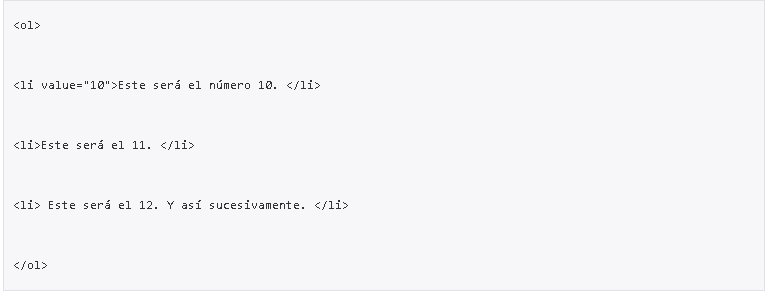 <ol>
<li value="10">Este será el número 10. </li>
<li>Este será el 11. </li>
<li> Este será el 12. Y así sucesivamente. </li>
</ol>